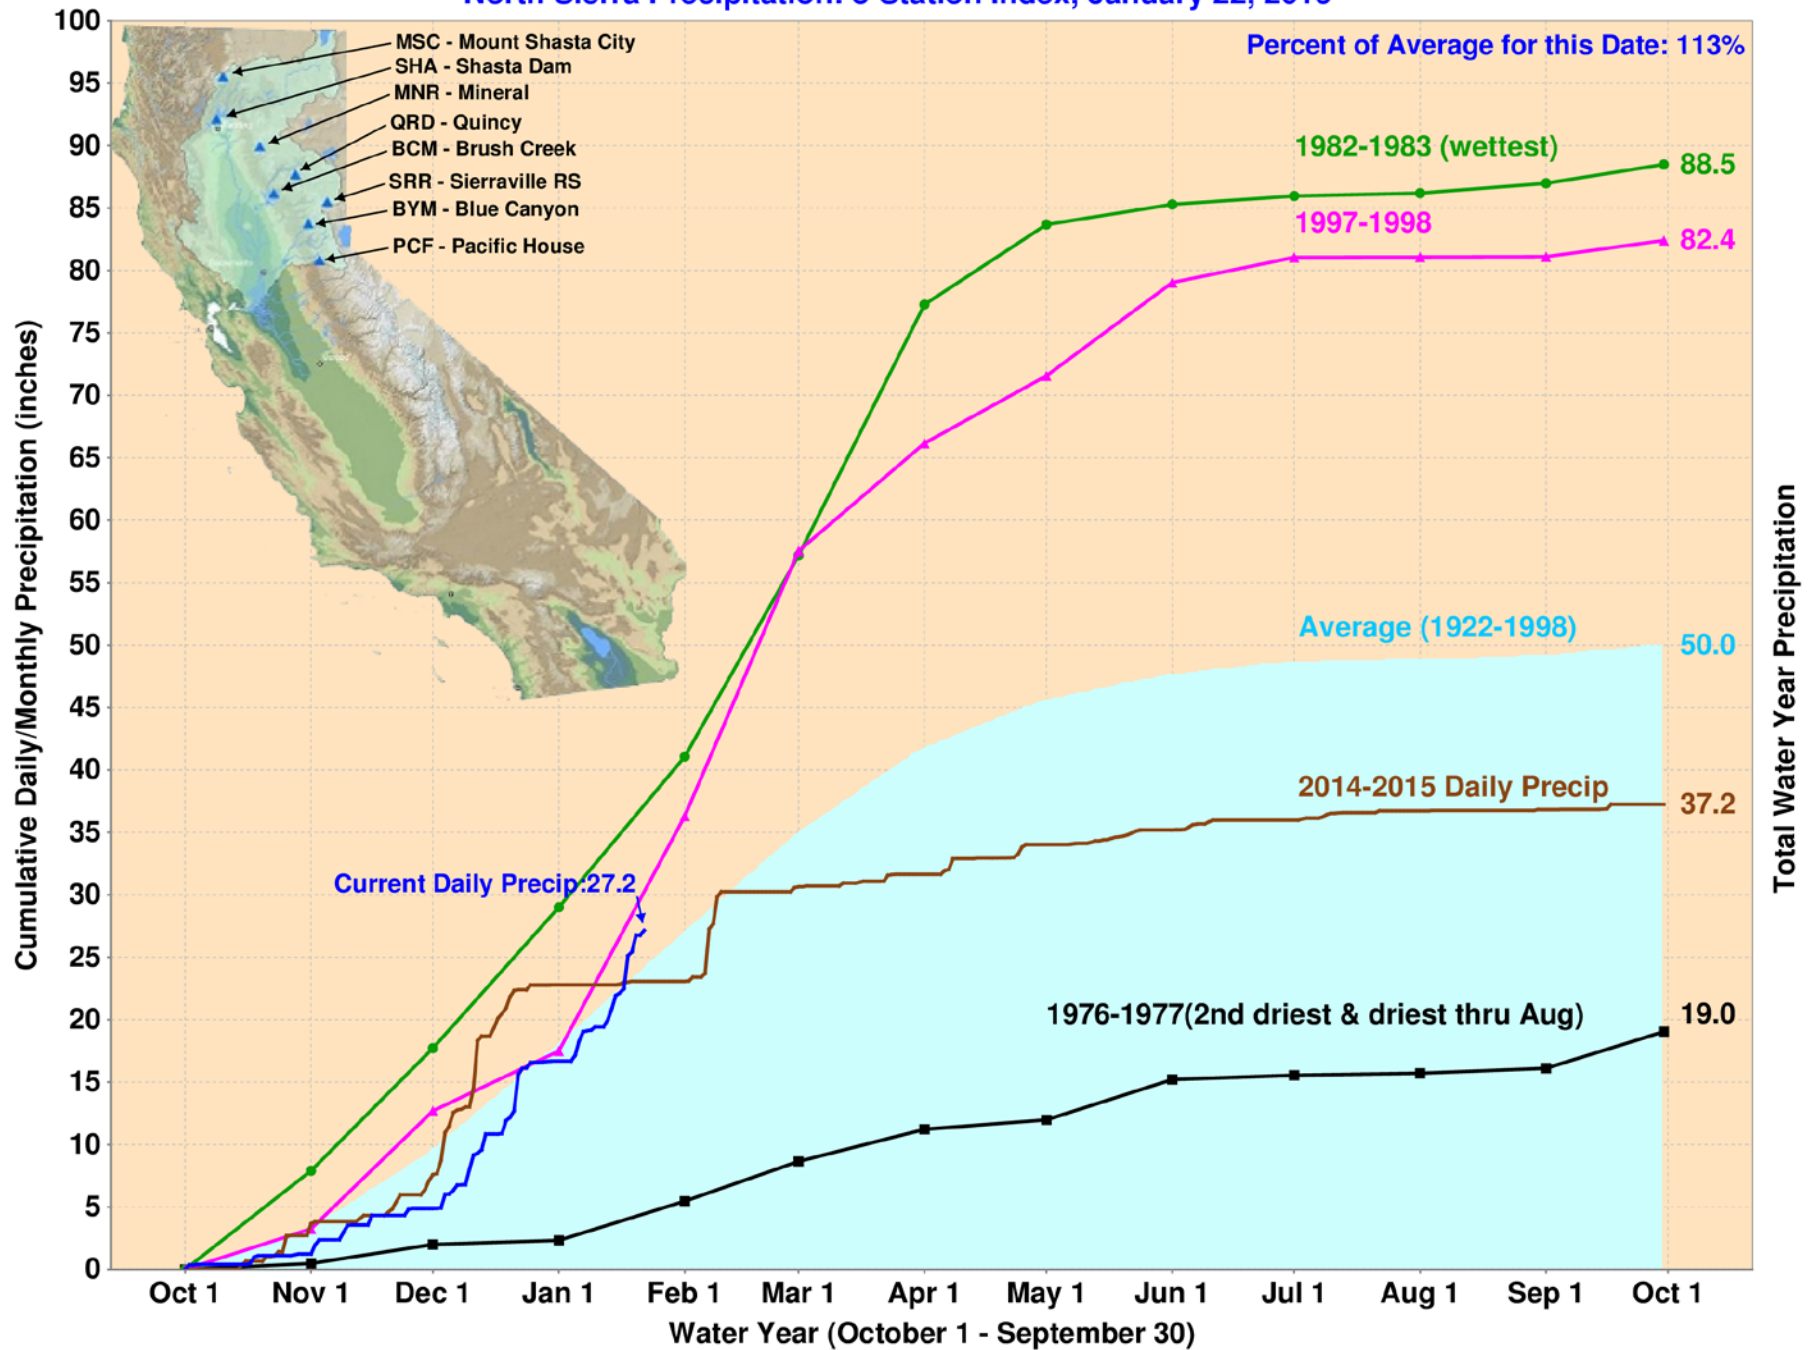 100
95
90
85
80
75
70
65
60
55
50
45
40
35
30
25
20
15
10
5
0
Cumulative Daily/Monthly Precipitation (inches)
Percent of Average for this Date: 113%
MSC - Mount Shasta City
SHA - Shasta Dam
MNR - Mineral
QRD - Quincy
BCM - Brush Creek
SRR - Sierraville RS
BYM - Blue Canyon
PCF - Pacific House
1982-1983 (wettest)
88.5
1997-1998
82.4
Average (1922-1998)
50.0
2014-2015 Daily Precip
37.2
Current Daily Precip:27.2
1976-1977(2nd driest & driest thru Aug)
19.0
Total Water Year Precipitation
Oct 1 Nov 1 Dec 1 Jan 1 Feb 1 Mar 1 Apr 1 May 1 Jun 1 Jul 1 Aug 1 Sep 1 Oct 1
Water Year (October 1 - September 30)